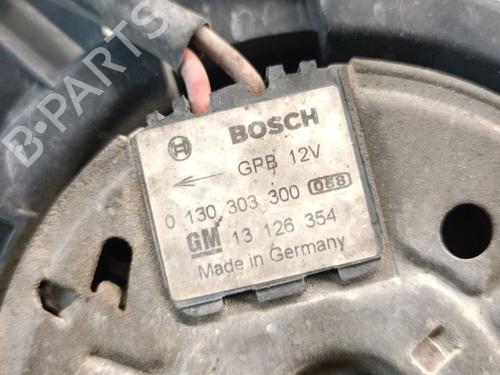 B-PARTS
BOSCH
GPB 12V
0 130 303 300 058
GM 13 126 354
Made in Germany